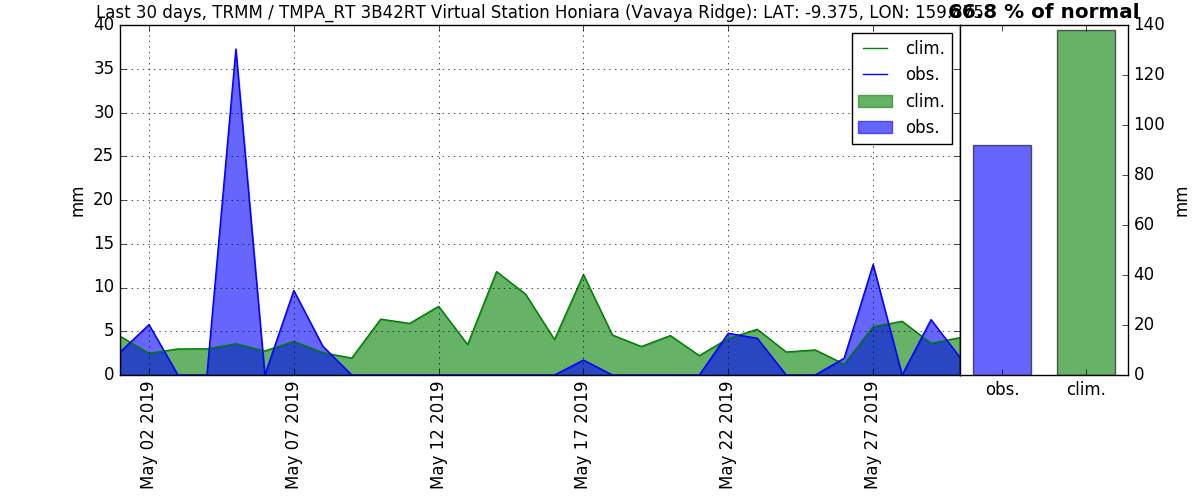 Last 30 days, TRMM / TMPA_RT 3B42RT Virtual Station Honiara (Vavaya Ridge): LAT: -9.375, LON: 159.875
66.8 % of normal
40
35
30
25
20
15
10
5
0
mm
clim.
obs.
clim.
obs.
May 02 2019
May 07 2019
May 12 2019
May 17 2019
May 22 2019
May 27 2019
140
120
100
80
60
40
20
0
mm
obs.
clim.